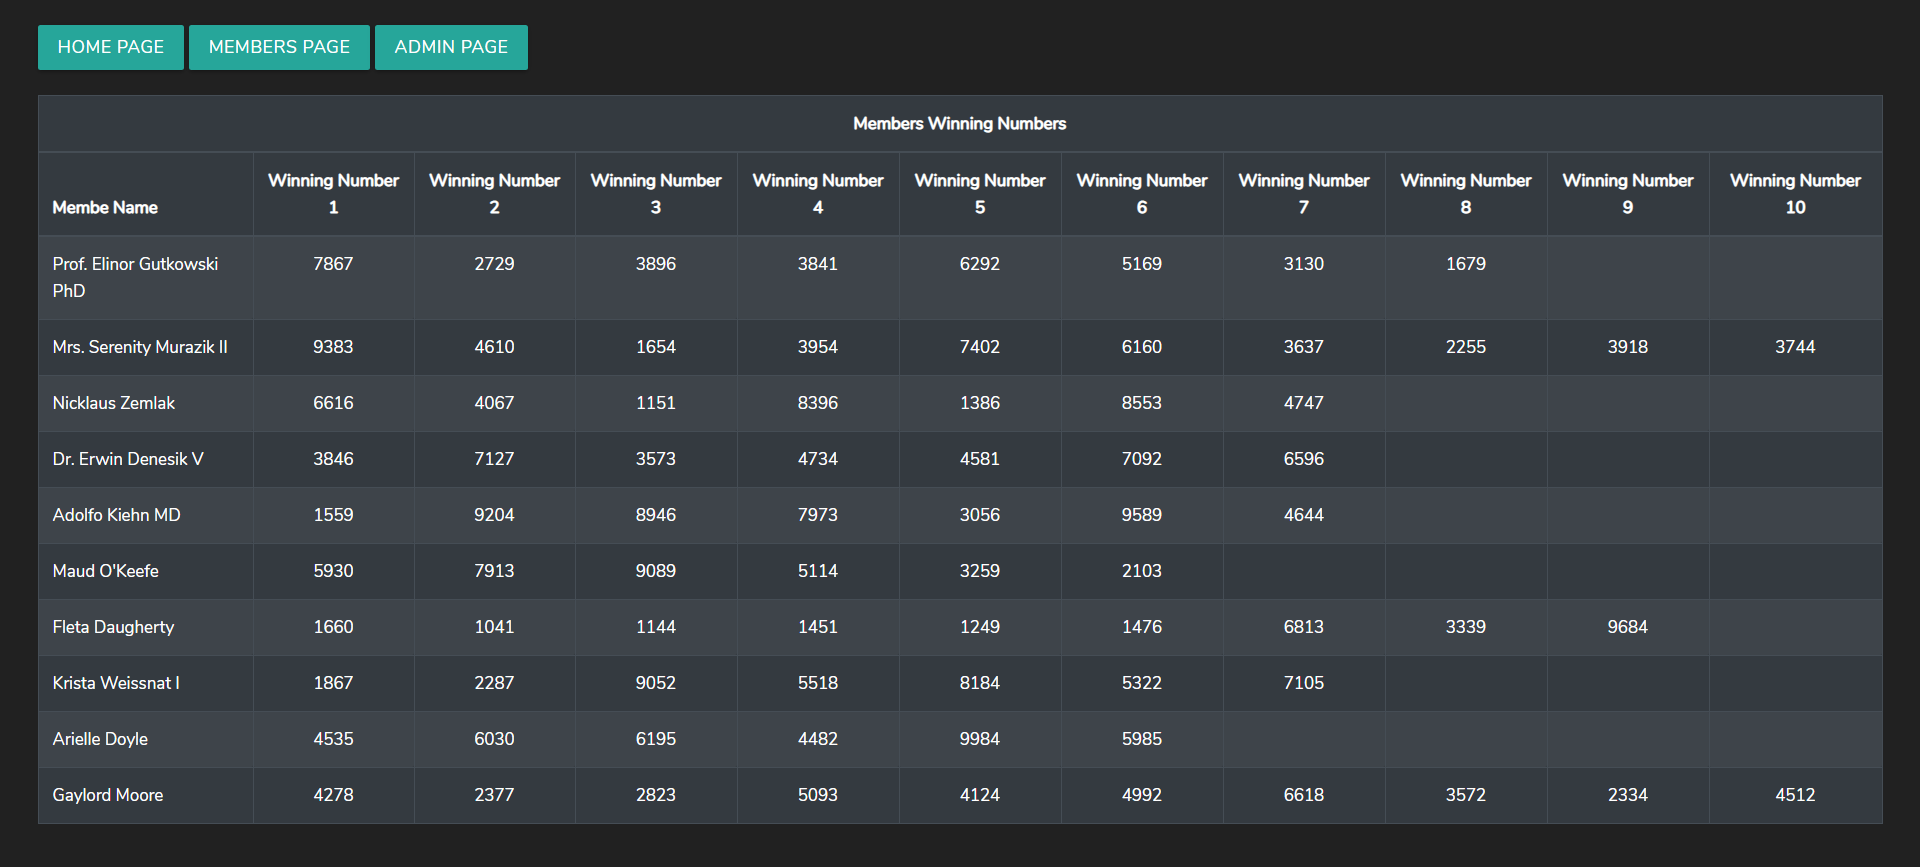 HOME PAGE MEMBERS PAGE ADMIN PAGE
Members Winning Numbers
Membe Name Winning Number 1 Winning Number 2 Winning Number 3 Winning Number 4 Winning Number 5 Winning Number 6 Winning Number 7 Winning Number 8 Winning Number 9 Winning Number 10
Prof. Elinor Gutkowski PhD 7867 2729 3896 3841 6292 5169 3130 1679
Mrs. Serenity Murazik II 9383 4610 1654 3954 7402 6160 3637 2255 3918 3744
Nicklaus Zemlak 6616 4067 1151 8396 1386 8553 4747
Dr. Erwin Denesik V 3846 7127 3573 4734 4581 7092 6596
Adolfo Kiehn MD 1559 9204 8946 7973 3056 9589 4644
Maud O'Keefe 5930 7913 9089 5114 3259 2103
Fleta Daugherty 1660 1041 1144 1451 1249 1476 6813 3339 9684
Krista Weissnat I 1867 2287 9052 5518 8184 5322 7105
Arielle Doyle 4535 6030 6195 4482 9984 5985
Gaylord Moore 4278 2377 2823 5093 4124 4992 6618 3572 2334 4512